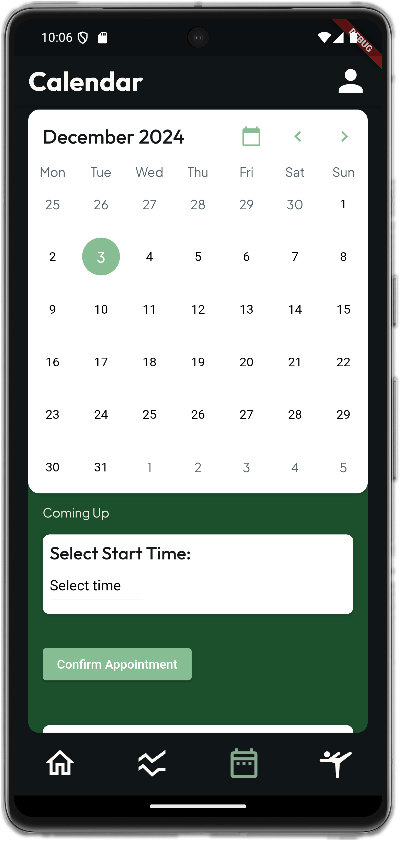 10:06
DEBUG
Calendar
December 2024
Mon Tue Wed Thu Fri Sat Sun
25 26 27 28 29 30 1
2 3 4 5 6 7 8
9 10 11 12 13 14 15
16 17 18 19 20 21 22
23 24 25 26 27 28 29
30 31 1 2 3 4 5
Coming Up
Select Start Time:
Select time
Confirm Appointment